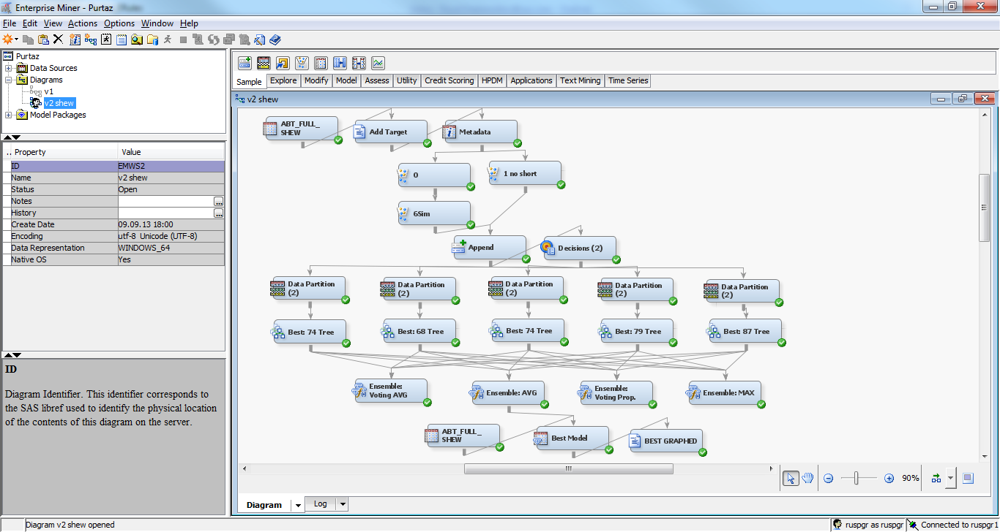 Enterprise Miner - Purtaz
File Edit View Actions Options Window Help
Purtaz
Data Sources
Diagrams
v1
v2 shew
Model Packages
Sample Explore Modify Model Assess Utility Credit Scoring HPDM Applications Text Mining Time Series
v2 shew
.. Property Value
ID EMWS2
Name v2 shew
Status Open
Notes ...
History ...
Create Date 09.09.13 18:00
Encoding utf-8 Unicode (UTF-8)
Data Representation WINDOWS_64
Native OS Yes
ID
Diagram Identifier. This identifier corresponds to
the SAS libref used to identify the physical location
of the contents of this diagram on the server.
ABT_FULL_
SHEW
Add Target
Metadata
0
1 no short
6Sim
Append
Decisions (2)
Data Partition
(2)
Data Partition
(2)
Data Partition
(2)
Data Partition
(2)
Data Partition
(2)
Best: 74 Tree
Best: 68 Tree
Best: 74 Tree
Best: 79 Tree
Best: 87 Tree
Ensemble:
Voting AVG
Ensemble: AVG
Ensemble:
Voting Prop.
Ensemble: MAX
ABT_FULL_
SHEW
Best Model
BEST GRAPHED
90%
Diagram Log
Diagram v2 shew opened
ruspgr as ruspgr
Connected to ruspgr1